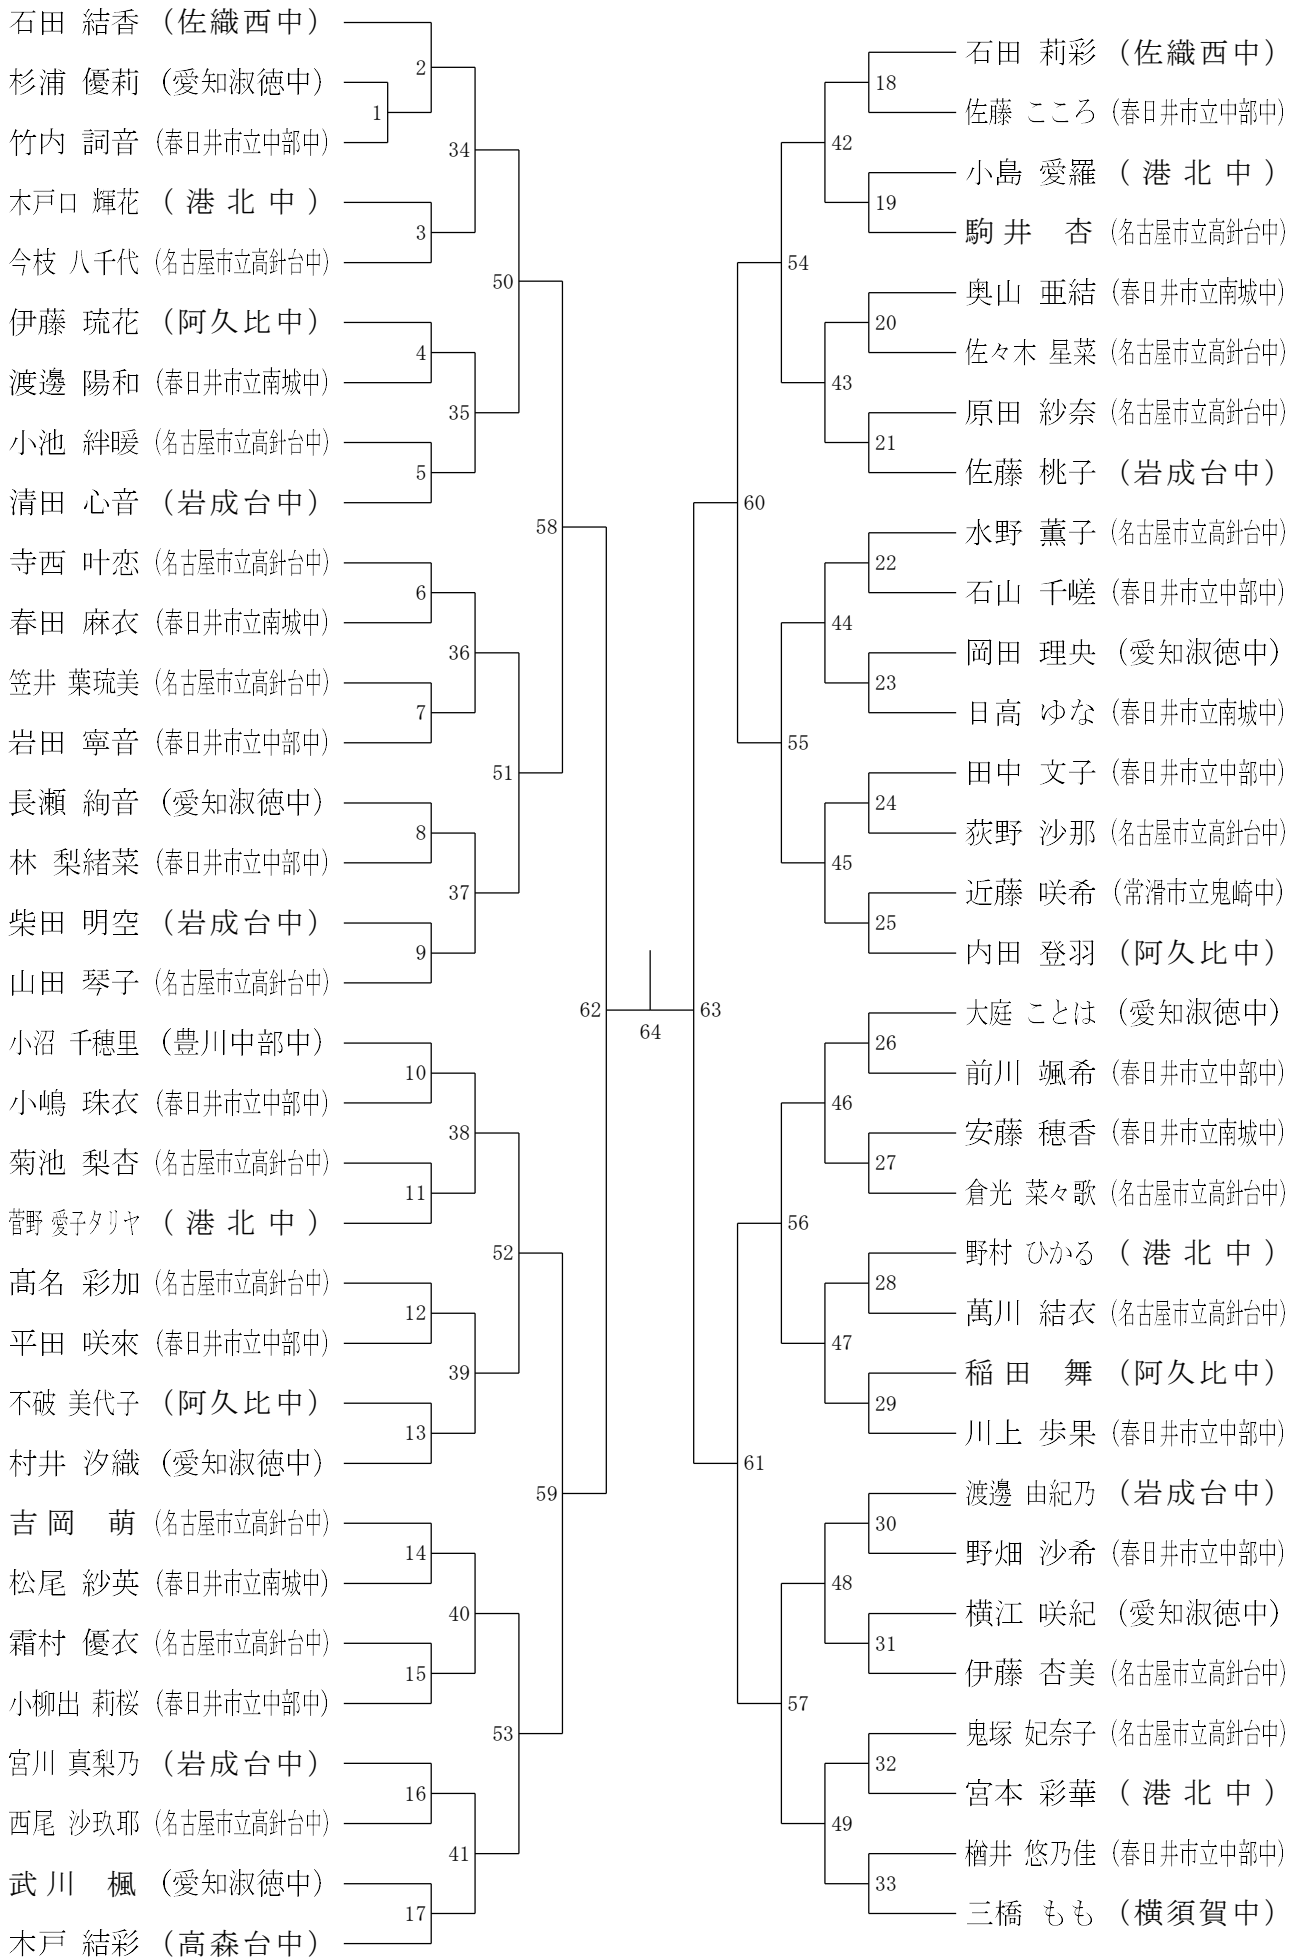 石田 結香 (佐織西中)
杉浦 優莉 (愛知淑徳中)
竹内 詞音 (春日井市立中部中)
木戸口 輝花 (港北中)
今枝 八千代 (名古屋市立高針台中)
伊藤 琉花 (阿久比中)
渡邊 陽和 (春日井市立南城中)
小池 絆暖 (名古屋市立高針台中)
清田 心音 (岩成台中)
寺西 叶恋 (名古屋市立高針台中)
春田 麻衣 (春日井市立南城中)
笠井 葉琉美 (名古屋市立高針台中)
岩田 寧音 (春日井市立中部中)
長瀬 絢音 (愛知淑徳中)
林 梨緒菜 (春日井市立中部中)
柴田 明空 (岩成台中)
山田 琴子 (名古屋市立高針台中)
小沼 千穂里 (豊川中部中)
小嶋 珠衣 (春日井市立中部中)
菊池 梨杏 (名古屋市立高針台中)
菅野 愛子タリヤ (港北中)
髙名 彩加 (名古屋市立高針台中)
平田 咲來 (春日井市立中部中)
不破 美代子 (阿久比中)
村井 汐織 (愛知淑徳中)
吉岡 萌 (名古屋市立高針台中)
松尾 紗英 (春日井市立南城中)
霜村 優衣 (名古屋市立高針台中)
小柳出 莉桜 (春日井市立中部中)
宮川 真梨乃 (岩成台中)
西尾 沙玖耶 (名古屋市立高針台中)
武川 楓 (愛知淑徳中)
木戸 結彩 (高森台中)
1
2
3
4
5
6
7
8
9
10
11
12
13
14
15
16
17
34
35
36
37
38
39
40
41
50
51
52
53
58
59
62
64
63
60
61
54
55
56
57
42
43
44
45
46
47
48
49
18
19
20
21
22
23
24
25
26
27
28
29
30
31
32
33
石田 莉彩 (佐織西中)
佐藤 こころ (春日井市立中部中)
小島 愛羅 (港北中)
駒井 杏 (名古屋市立高針台中)
奥山 亜結 (春日井市立南城中)
佐々木 星菜 (名古屋市立高針台中)
原田 紗奈 (名古屋市立高針台中)
佐藤 桃子 (岩成台中)
水野 薫子 (名古屋市立高針台中)
石山 千嵯 (春日井市立中部中)
岡田 理央 (愛知淑徳中)
日高 ゆな (春日井市立南城中)
田中 文子 (春日井市立中部中)
荻野 沙那 (名古屋市立高針台中)
近藤 咲希 (常滑市立鬼崎中)
内田 登羽 (阿久比中)
大庭 ことは (愛知淑徳中)
前川 颯希 (春日井市立中部中)
安藤 穂香 (春日井市立南城中)
倉光 菜々歌 (名古屋市立高針台中)
野村 ひかる (港北中)
萬川 結衣 (名古屋市立高針台中)
稲田 舞 (阿久比中)
川上 歩果 (春日井市立中部中)
渡邊 由紀乃 (岩成台中)
野畑 沙希 (春日井市立中部中)
横江 咲紀 (愛知淑徳中)
伊藤 杏美 (名古屋市立高針台中)
鬼塚 妃奈子 (名古屋市立高針台中)
宮本 彩華 (港北中)
楢井 悠乃佳 (春日井市立中部中)
三橋 もも (横須賀中)